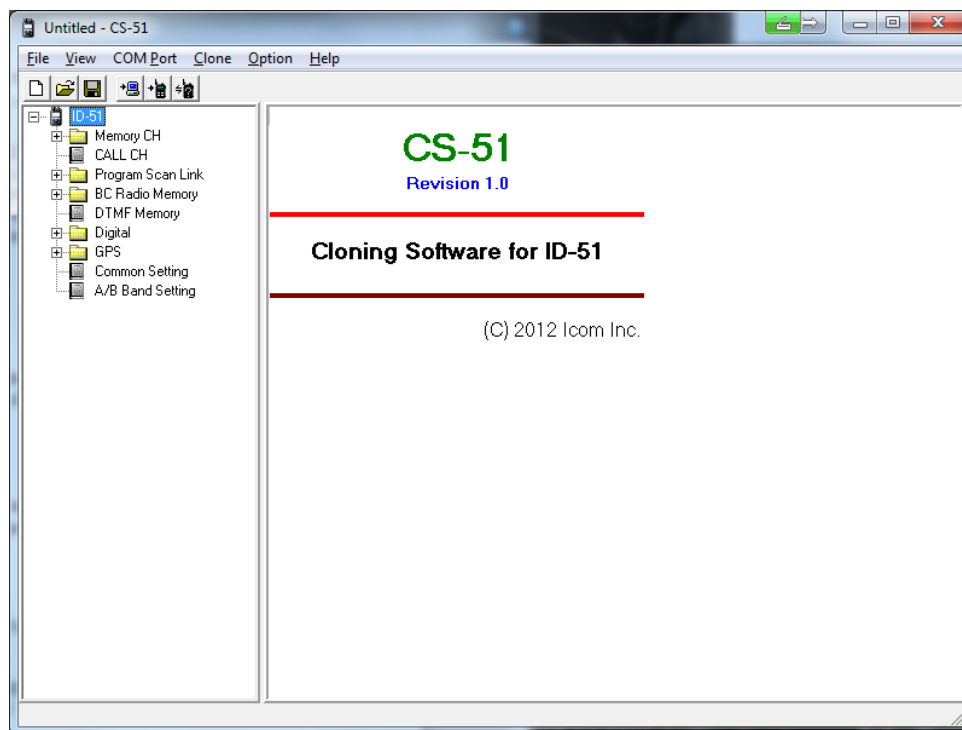 Untitled - CS-51
File View COM Port Clone Option Help
ID-51
Memory CH
CALL CH
Program Scan Link
BC Radio Memory
DTMF Memory
Digital
GPS
Common Setting
A/B Band Setting
CS-51
Revision 1.0
Cloning Software for ID-51
(C) 2012 Icom Inc.